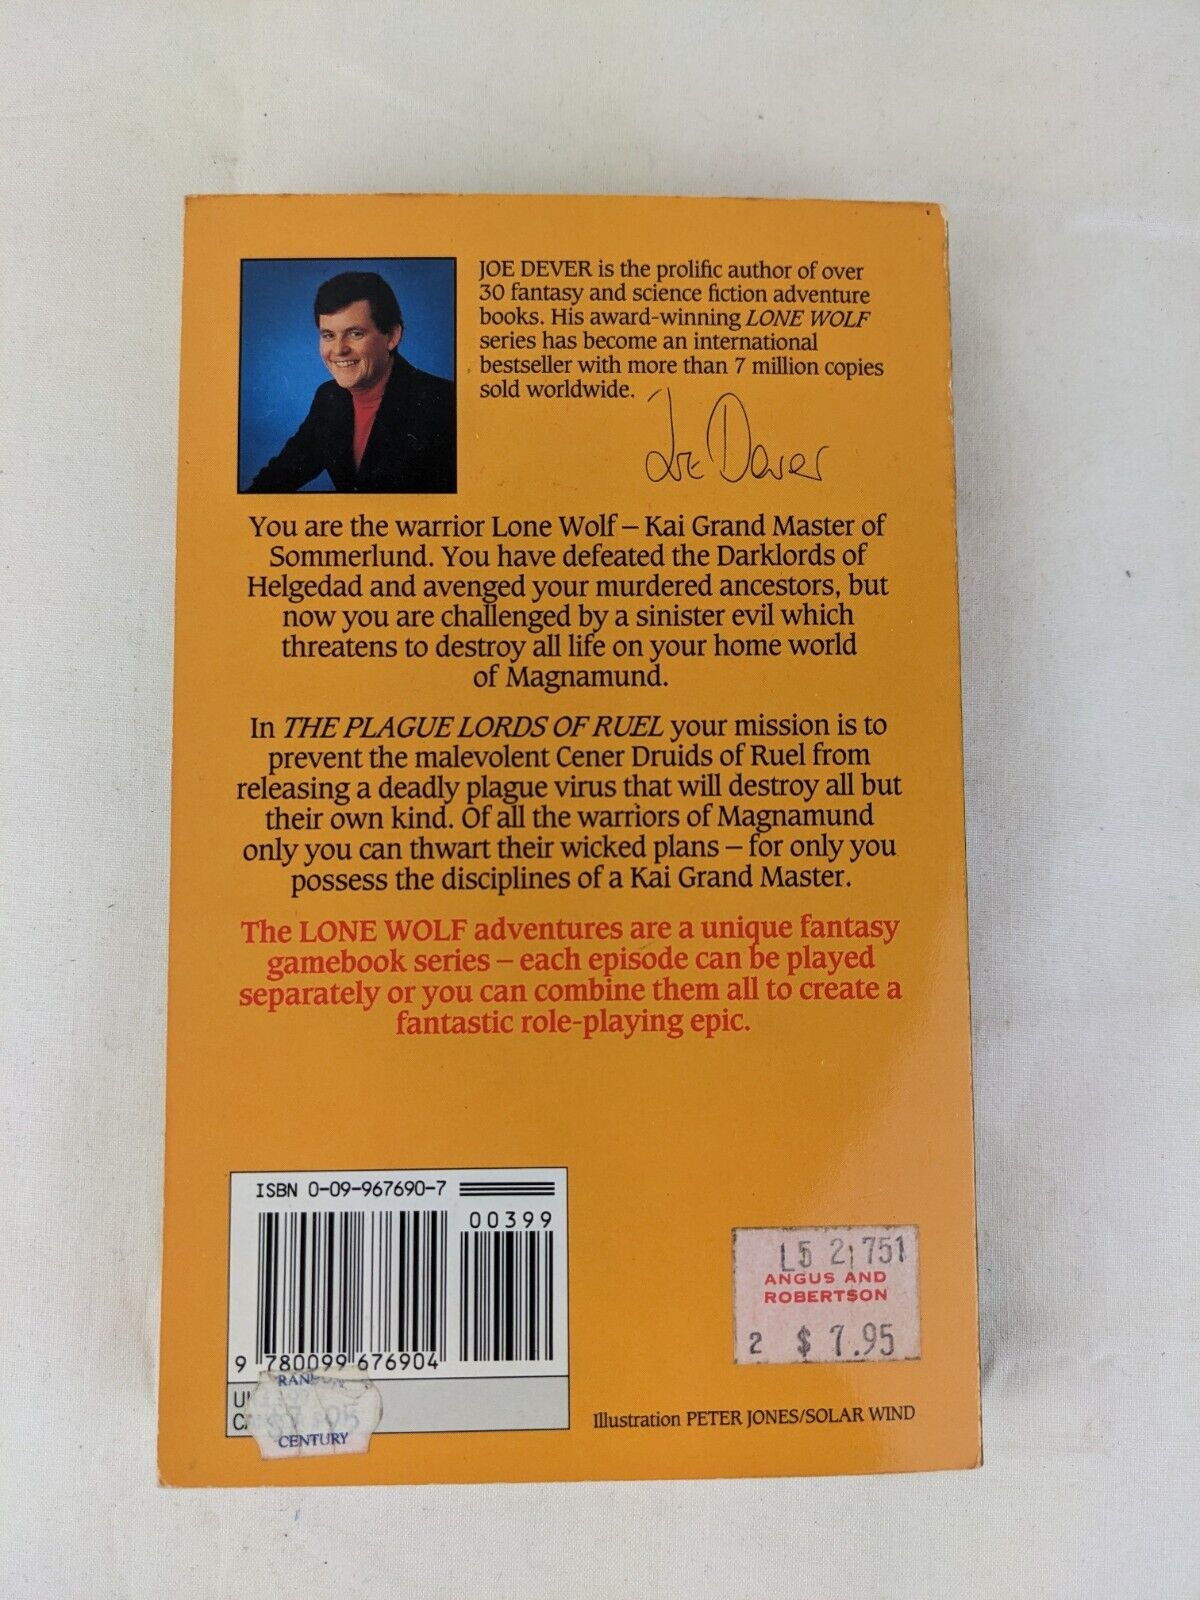 JOE DEVER is the prolific author of over
30 fantasy and science fiction adventure
books. His award-winning LONE WOLF
series has become an international
bestseller with more than 7 million copies
sold worldwide.
Joe Dever
You are the warrior Lone Wolf – Kai Grand Master of
Sommerlund. You have defeated the Darklords of
Helgedad and avenged your murdered ancestors, but
now you are challenged by a sinister evil which
threatens to destroy all life on your home world
of Magnamund.
In THE PLAGUE LORDS OF RUEL your mission is to
prevent the malevolent Cener Druids of Ruel from
releasing a deadly plague virus that will destroy all but
their own kind. Of all the warriors of Magnamund
only you can thwart their wicked plans – for only you
possess the disciplines of a Kai Grand Master.
The LONE WOLF adventures are a unique fantasy
gamebook series – each episode can be played
separately or you can combine them all to create a
fantastic role-playing epic.
ISBN 0-09-967690-7
00399
9 780099 676904
CENTURY
L5 21751
ANGUS AND
ROBERTSON
2 $ 7.95
Illustration PETER JONES/SOLAR WIND